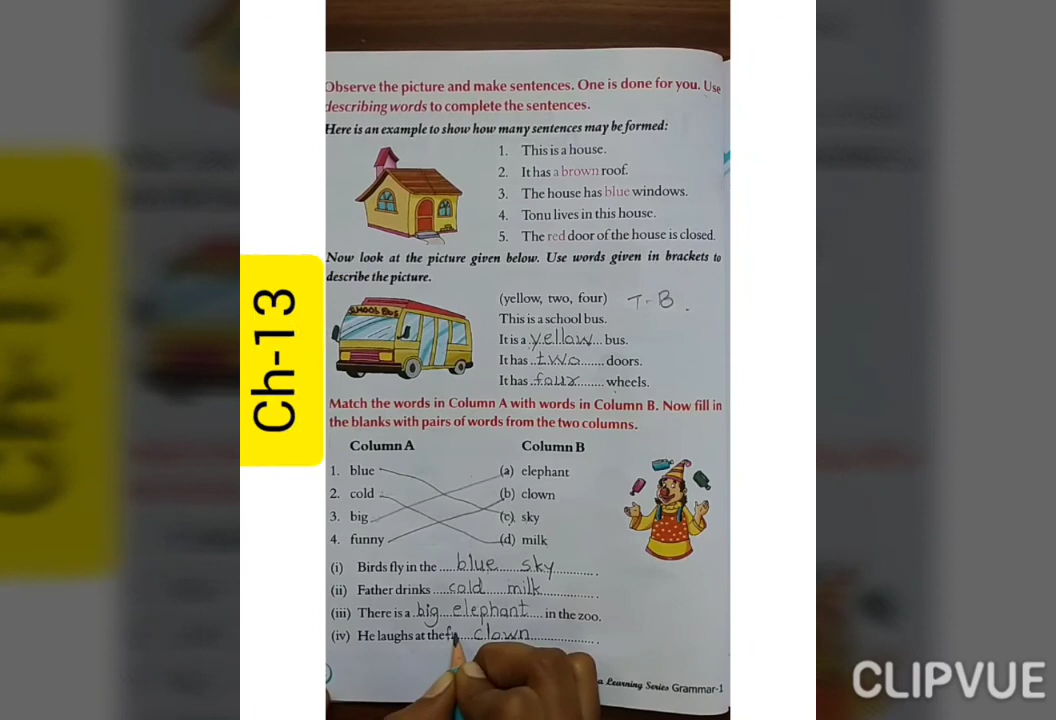 Observe the picture and make sentences. One is done for you. Use
describing words to complete the sentences.
Here is an example to show how many sentences may be formed:
1. This is a house.
2. It has a brown roof.
3. The house has blue windows.
4. Tonu lives in this house.
5. The red door of the house is closed.
Now look at the picture given below. Use words given in brackets to
describe the picture.
SCHOOL BUS
(yellow, two, four) T-B.
This is a school bus.
It is a yellow bus.
It has two doors.
It has four wheels.
Match the words in Column A with words in Column B. Now fill in
the blanks with pairs of words from the two columns.
Column A Column B
1. blue (a) elephant
2. cold (b) clown
3. big (c) sky
4. funny (d) milk
(i) Birds fly in the blue sky.
(ii) Father drinks cold milk.
(iii) There is a big elephant in the zoo.
(iv) He laughs at the fu clown.
a Learning Series Grammar-1
Ch-13
CLIPVUE